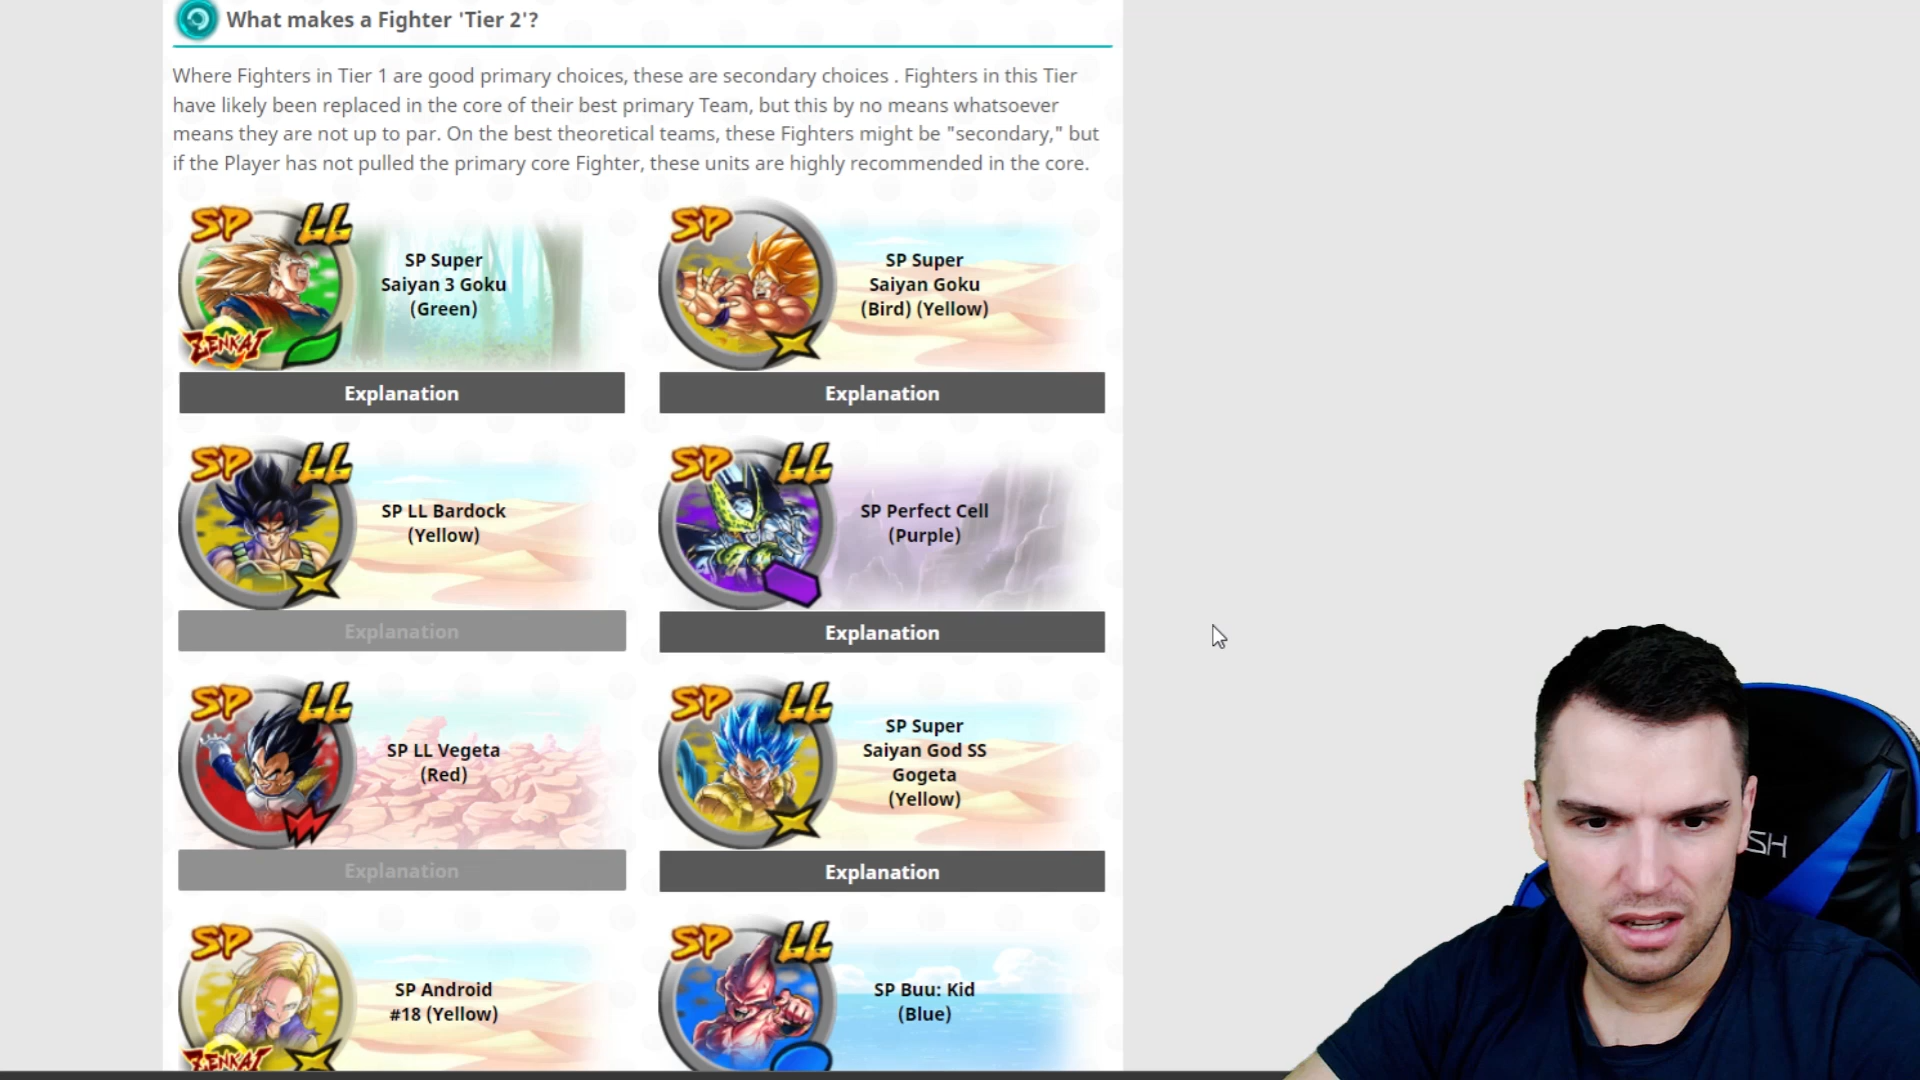 What makes a Fighter 'Tier 2'?
Where Fighters in Tier 1 are good primary choices, these are secondary choices . Fighters in this Tier
have likely been replaced in the core of their best primary Team, but this by no means whatsoever
means they are not up to par. On the best theoretical teams, these Fighters might be "secondary," but
if the Player has not pulled the primary core Fighter, these units are highly recommended in the core.
SP LL
SP Super
Saiyan 3 Goku
(Green)
ZENKAI
Explanation
SP
SP Super
Saiyan Goku
(Bird) (Yellow)
Explanation
SP LL
SP LL Bardock
(Yellow)
Explanation
SP LL
SP Perfect Cell
(Purple)
Explanation
SP LL
SP LL Vegeta
(Red)
Explanation
SP LL
SP Super
Saiyan God SS
Gogeta
(Yellow)
Explanation
SP
SP Android
#18 (Yellow)
ZENKAI
SP LL
SP Buu: Kid
(Blue)
SH